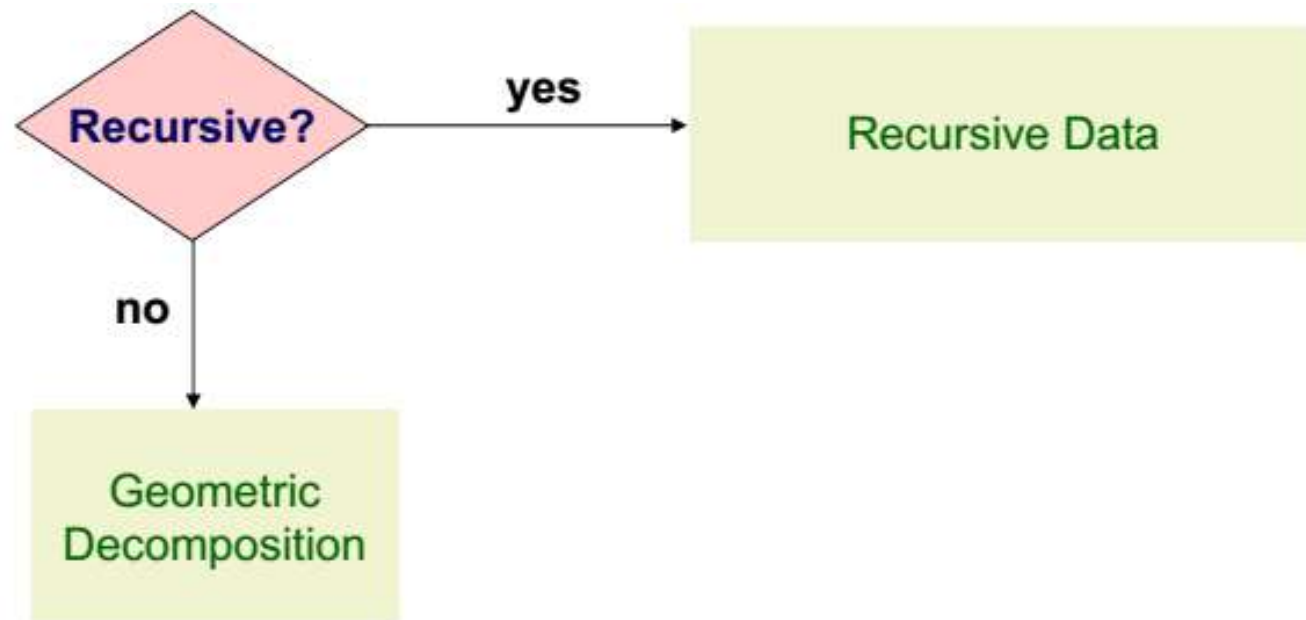 yes
Recursive?
Recursive Data
no
Geometric
Decomposition